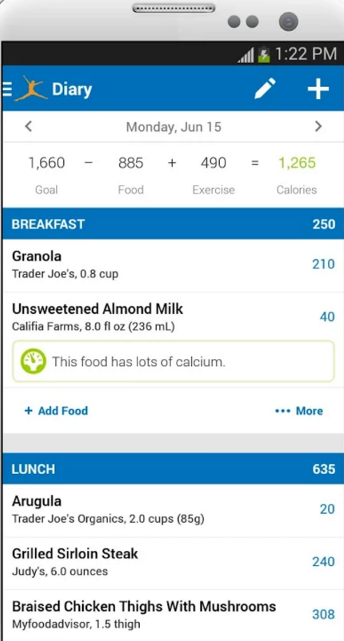 1:22 PM
Diary
Monday, Jun 15
1,660 - 885 + 490 = 1,265
Goal Food Exercise Calories
BREAKFAST 250
Granola
Trader Joe's, 0.8 cup
210
Unsweetened Almond Milk
Califia Farms, 8.0 fl oz (236 mL)
40
This food has lots of calcium.
+ Add Food ••• More
LUNCH 635
Arugula
Trader Joe's Organics, 2.0 cups (85g)
20
Grilled Sirloin Steak
Judy's, 6.0 ounces
240
Braised Chicken Thighs With Mushrooms
Myfoodadvisor, 1.5 thigh
308